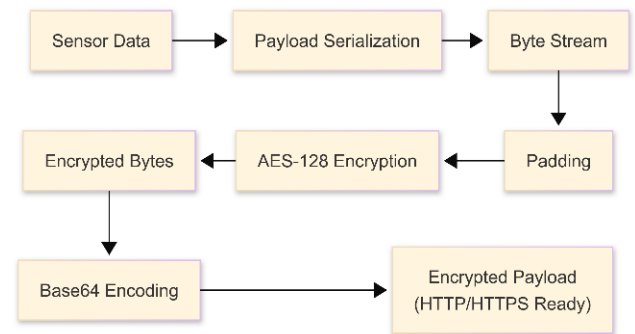 Sensor Data
Payload Serialization
Byte Stream
Padding
AES-128 Encryption
Encrypted Bytes
Base64 Encoding
Encrypted Payload
(HTTP/HTTPS Ready)